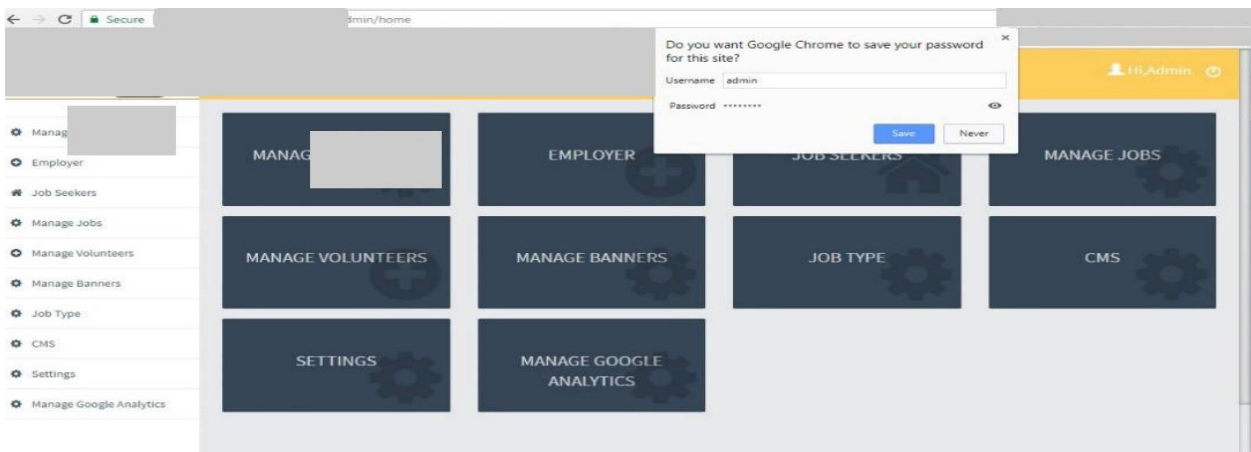 Secure
dmin/home
Do you want Google Chrome to save your password
for this site?
Username admin
Password ••••••••
Save Never
Hi,Admin
Manag
Employer
Job Seekers
Manage Jobs
Manage Volunteers
Manage Banners
Job Type
CMS
Settings
Manage Google Analytics
MANAG
EMPLOYER
JOB SEEKERS
MANAGE JOBS
MANAGE VOLUNTEERS
MANAGE BANNERS
JOB TYPE
CMS
SETTINGS
MANAGE GOOGLE
ANALYTICS